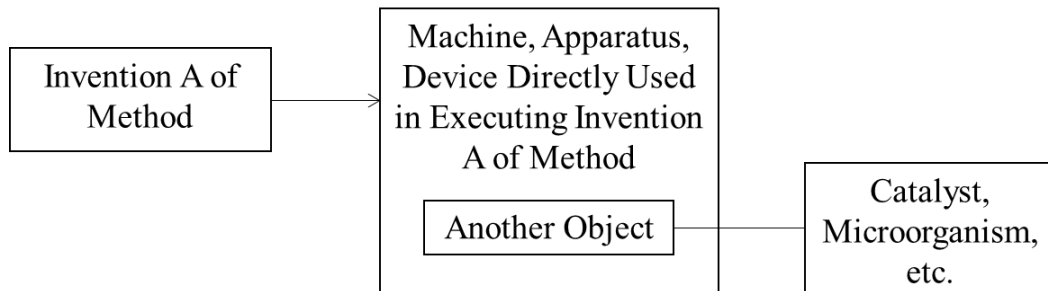 Invention A of
Method
Machine, Apparatus,
Device Directly Used
in Executing Invention
A of Method
Another Object
Catalyst,
Microorganism,
etc.